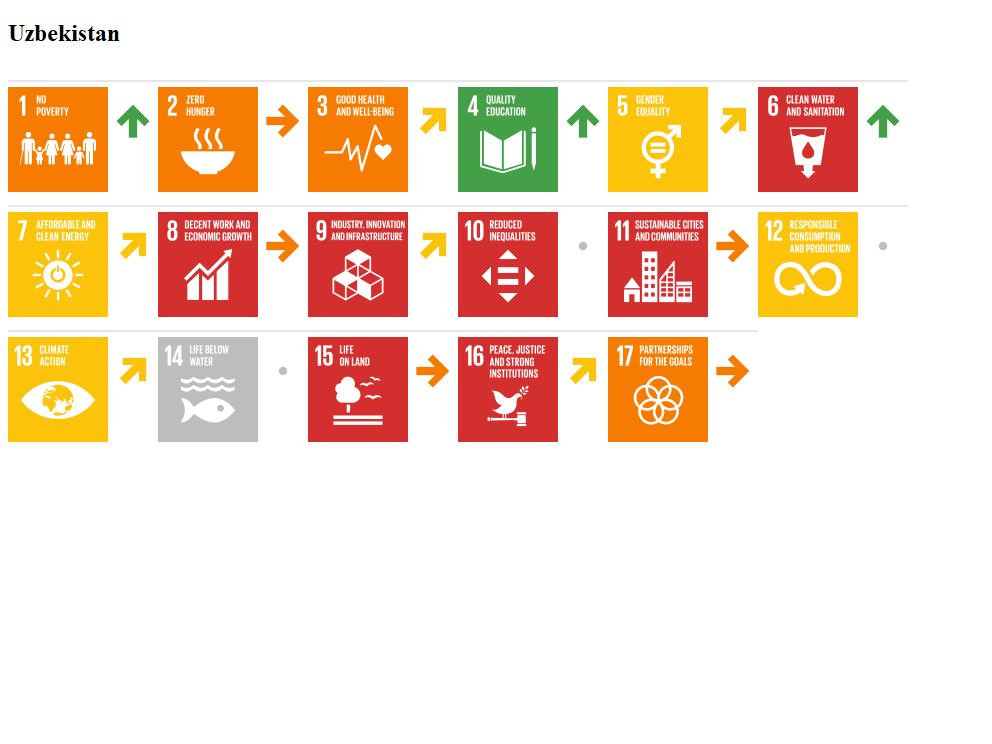 Uzbekistan
1 NO
POVERTY
2 ZERO
HUNGER
3 GOOD HEALTH
AND WELL-BEING
4 QUALITY
EDUCATION
5 GENDER
EQUALITY
6 CLEAN WATER
AND SANITATION
7 AFFORDABLE AND
CLEAN ENERGY
8 DECENT WORK AND
ECONOMIC GROWTH
9 INDUSTRY, INNOVATION
AND INFRASTRUCTURE
10 REDUCED
INEQUALITIES
11 SUSTAINABLE CITIES
AND COMMUNITIES
12 RESPONSIBLE
CONSUMPTION
AND PRODUCTION
13 CLIMATE
ACTION
14 LIFE BELOW
WATER
15 LIFE
ON LAND
16 PEACE, JUSTICE
AND STRONG
INSTITUTIONS
17 PARTNERSHIPS
FOR THE GOALS